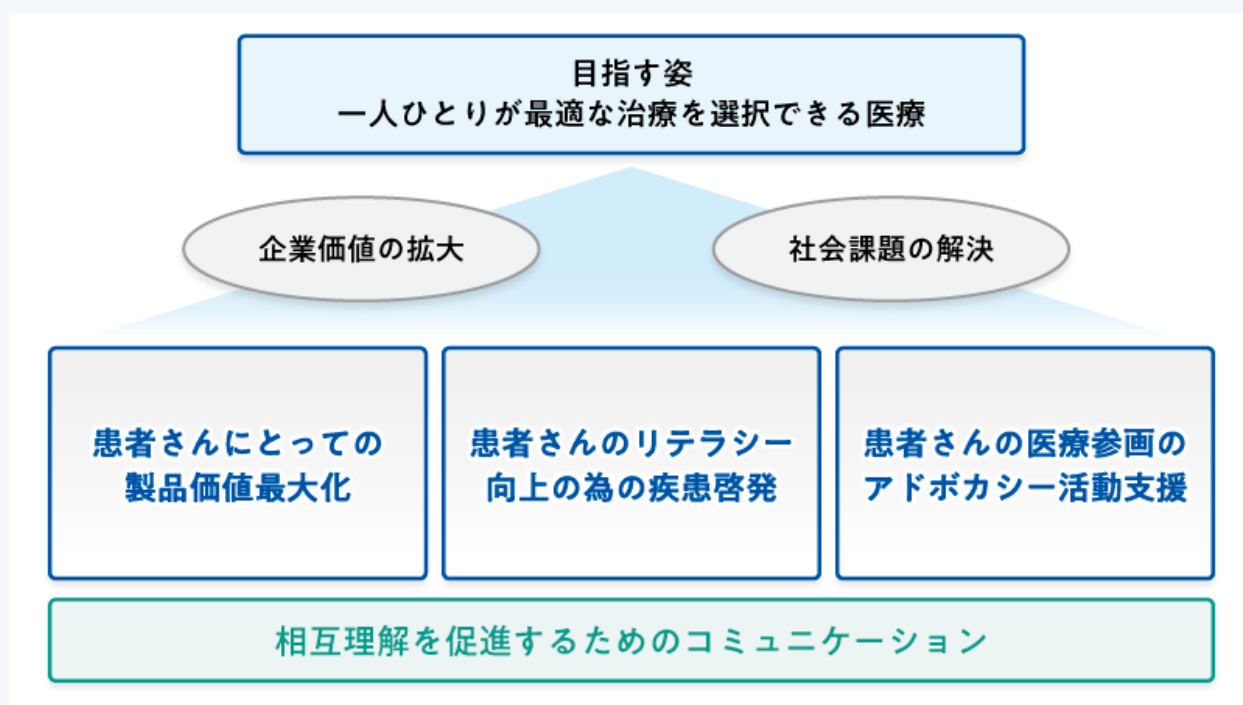 目指す姿
一人ひとりが最適な治療を選択できる医療
企業価値の拡大
社会課題の解決
患者さんにとっての
製品価値最大化
患者さんのリテラシー
向上の為の疾患啓発
患者さんの医療参画の
アドボカシー活動支援
相互理解を促進するためのコミュニケーション